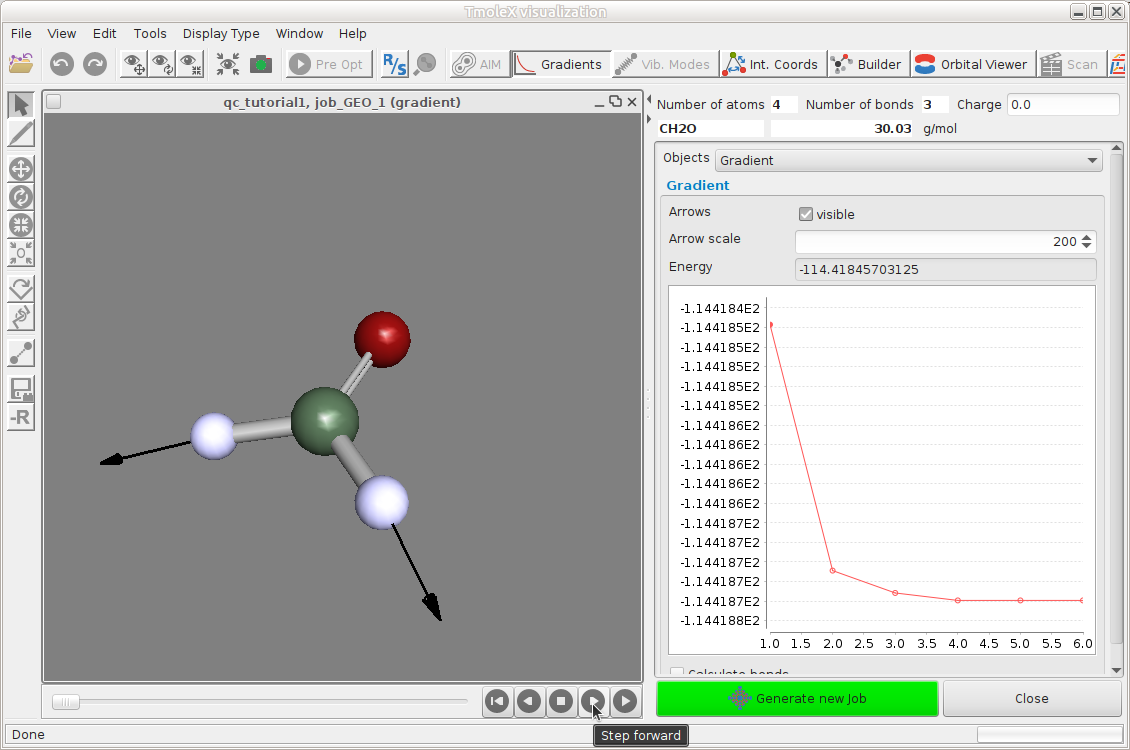 TmoleX visualization
File View Edit Tools Display Type Window Help
Pre Opt R/S AIM Gradients Vib. Modes Int. Coords Builder Orbital Viewer Scan
qc_tutorial1, job_GEO_1 (gradient)
Number of atoms 4 Number of bonds 3 Charge 0.0
CH2O 30.03 g/mol
Objects Gradient
Gradient
Arrows visible
Arrow scale 200
Energy -114.41845703125
-1.144184E2
-1.144185E2
-1.144185E2
-1.144185E2
-1.144185E2
-1.144185E2
-1.144186E2
-1.144186E2
-1.144186E2
-1.144186E2
-1.144186E2
-1.144187E2
-1.144187E2
-1.144187E2
-1.144187E2
-1.144187E2
-1.144188E2
1.0 1.5 2.0 2.5 3.0 3.5 4.0 4.5 5.0 5.5 6.0
-R
Generate new Job Close
Step forward
Done